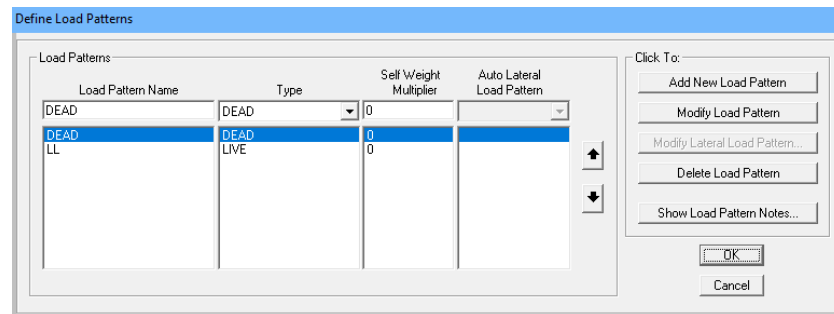 Define Load Patterns
Load Patterns
Click To:
Load Pattern Name Type Self Weight Multiplier Auto Lateral Load Pattern
DEAD DEAD 0
DEAD DEAD 0
LL LIVE 0
Add New Load Pattern
Modify Load Pattern
Modify Lateral Load Pattern...
Delete Load Pattern
Show Load Pattern Notes...
OK
Cancel